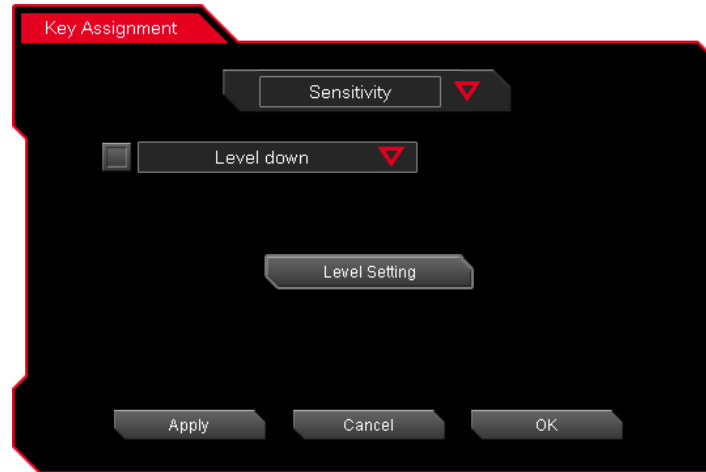 Key Assignment
Sensitivity
Level down
Level Setting
Apply
Cancel
OK